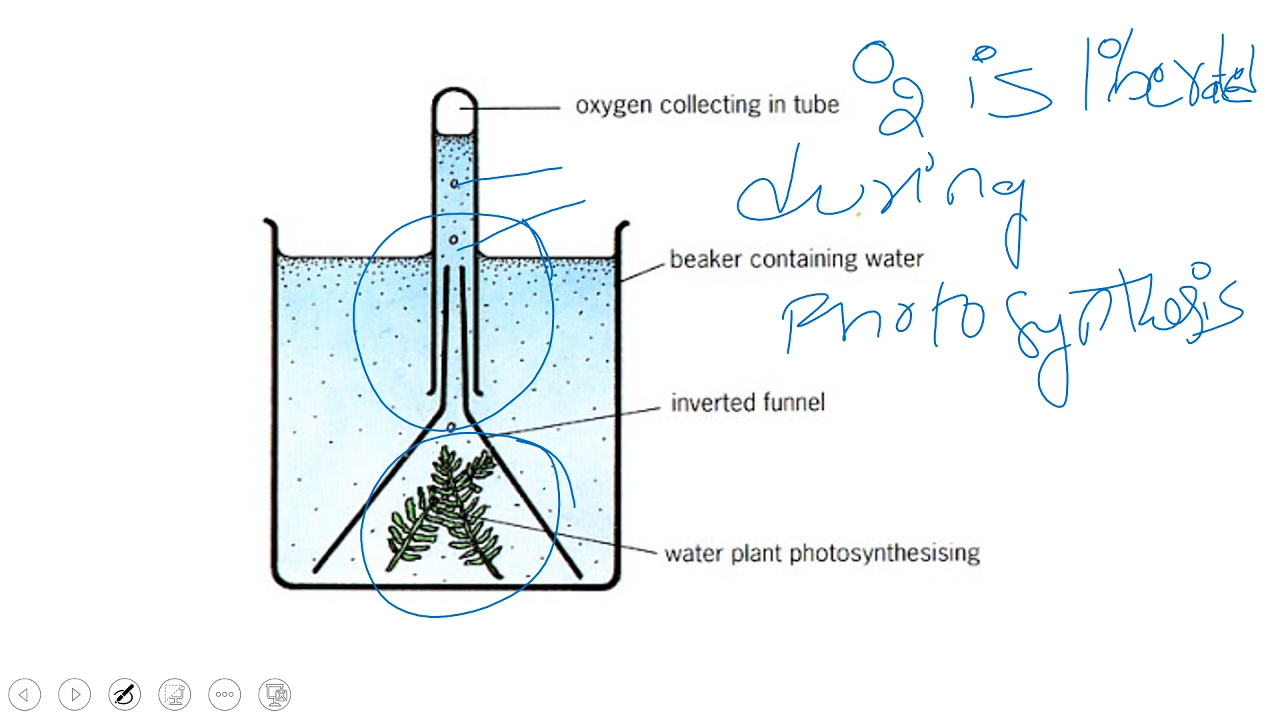 oxygen collecting in tube
O2 is liberated
during
beaker containing water
Photosynthesis
inverted funnel
water plant photosynthesising